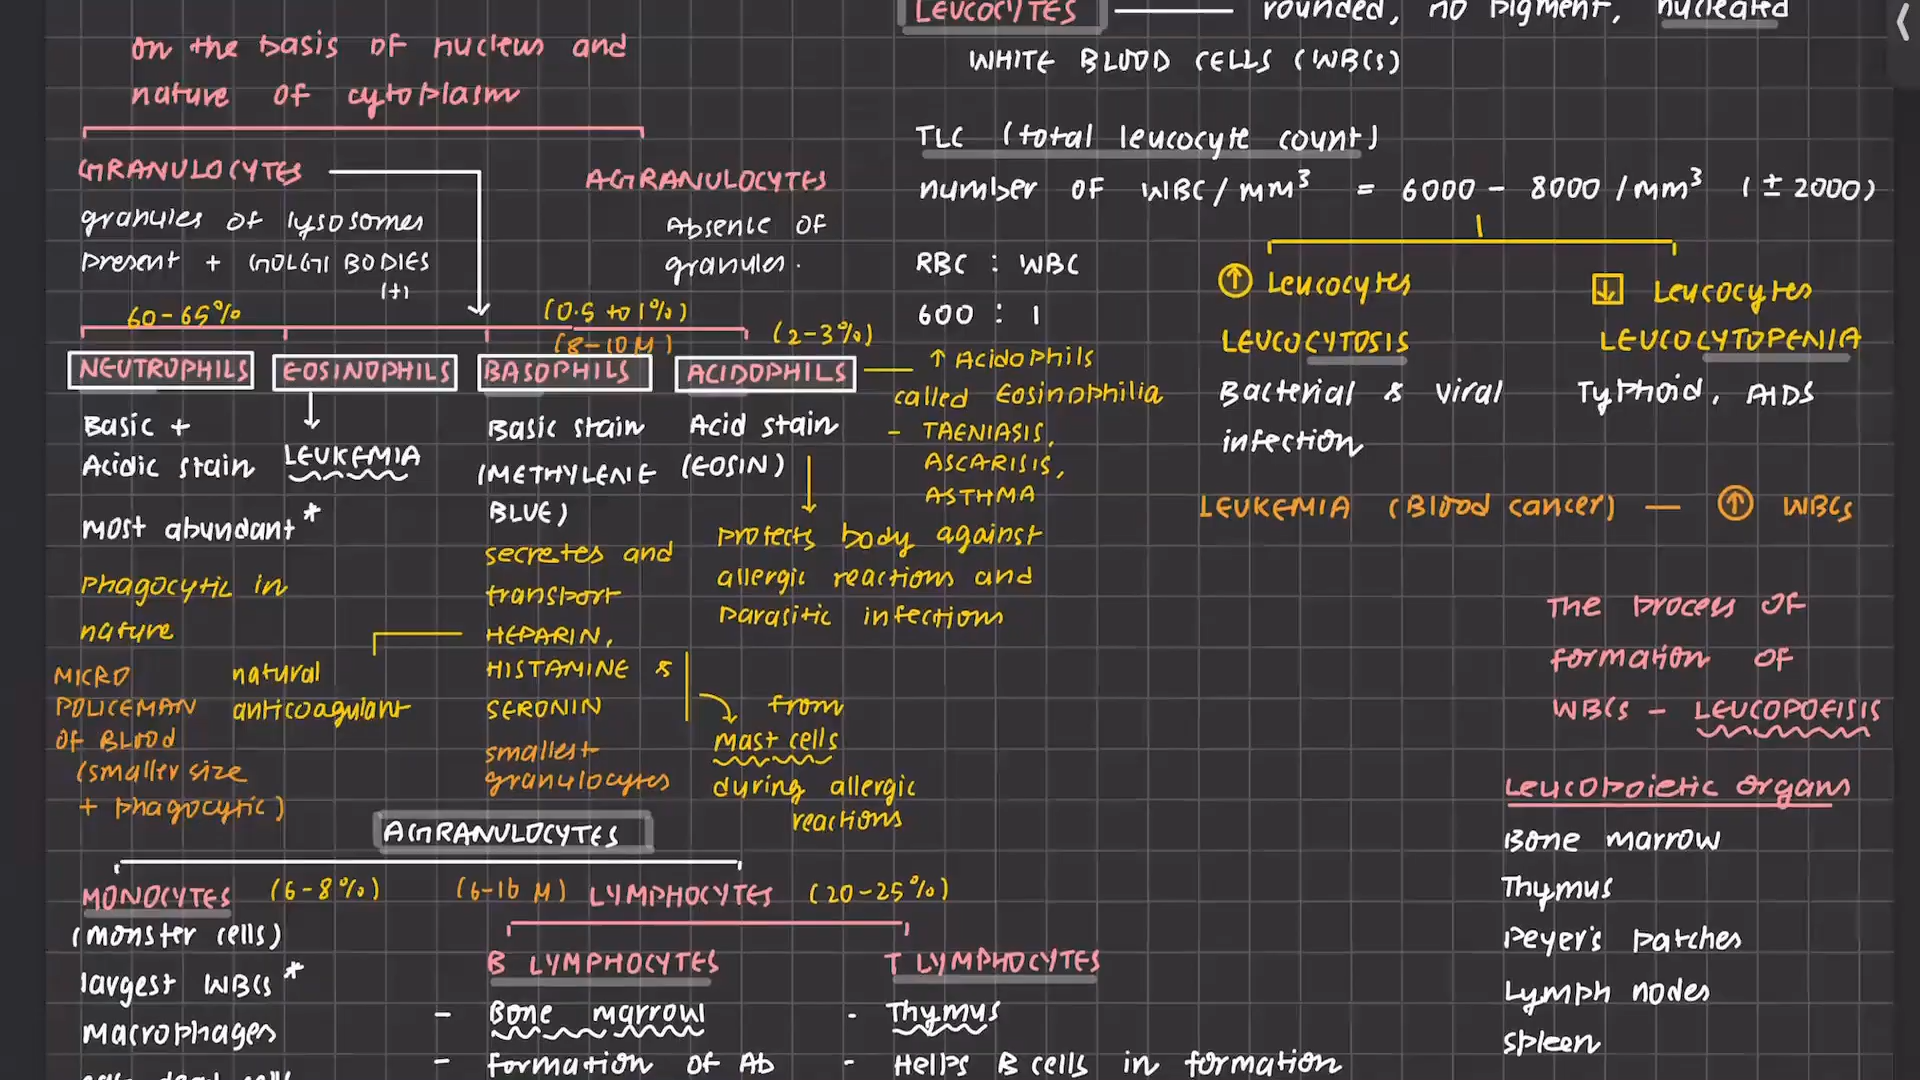 on the basis of nucleus and
nature of cytoplasm
GRANULOCYTES
granules of lysosomes
present + GOLGI BODIES
(+)
AGRANULOCYTES
Absence of
granules.
60-65%
(0.5 to 1%)
(8-10 M)
(2-3%)
NEUTROPHILS
EOSINOPHILS
BASOPHILS
ACIDOPHILS
Basic +
Acidic stain
most abundant*
phagocytic in
nature
MICRO
POLICEMAN
OF BLOOD
(smaller size
+ phagocytic)
LEUKEMIA
Basic stain
(METHYLENE
BLUE)
secretes and
transport
HEPARIN,
HISTAMINE &
SERONIN
smallest
granulocytes
natural
anticoagulant
from
mast cells
during allergic
reactions
Acid stain
(EOSIN)
protects body against
allergic reactions and
parasitic infections
↑ Acidophils
called Eosinophilia
- TAENIASIS,
ASCARISIS,
ASTHMA
AGRANULOCYTES
MONOCYTES (6-8%)
(monster cells)
largest WBCs *
macrophages
(6-10 M) LYMPHOCYTES (20-25%)
B LYMPHOCYTES
- Bone marrow
- formation of Ab
T LYMPHOCYTES
- Thymus
- Helps B cells in formation
LEUCOCYTES — rounded, no pigment, nucleated
WHITE BLOOD CELLS (WBCs)
TLC (total leucocyte count)
number of WBC/mm³ = 6000 - 8000 /mm³ (± 2000)
RBC : WBC
600 : 1
↑ Leucocytes
LEUCOCYTOSIS
Bacterial & viral
infection
↓ Leucocytes
LEUCOCYTOPENIA
Typhoid, AIDS
LEUKEMIA (Blood cancer) — ↑ WBCs
The process of
formation of
WBCs - LEUCOPOEISIS
Leucopoietic organs
Bone marrow
Thymus
Peyer's patches
Lymph nodes
spleen